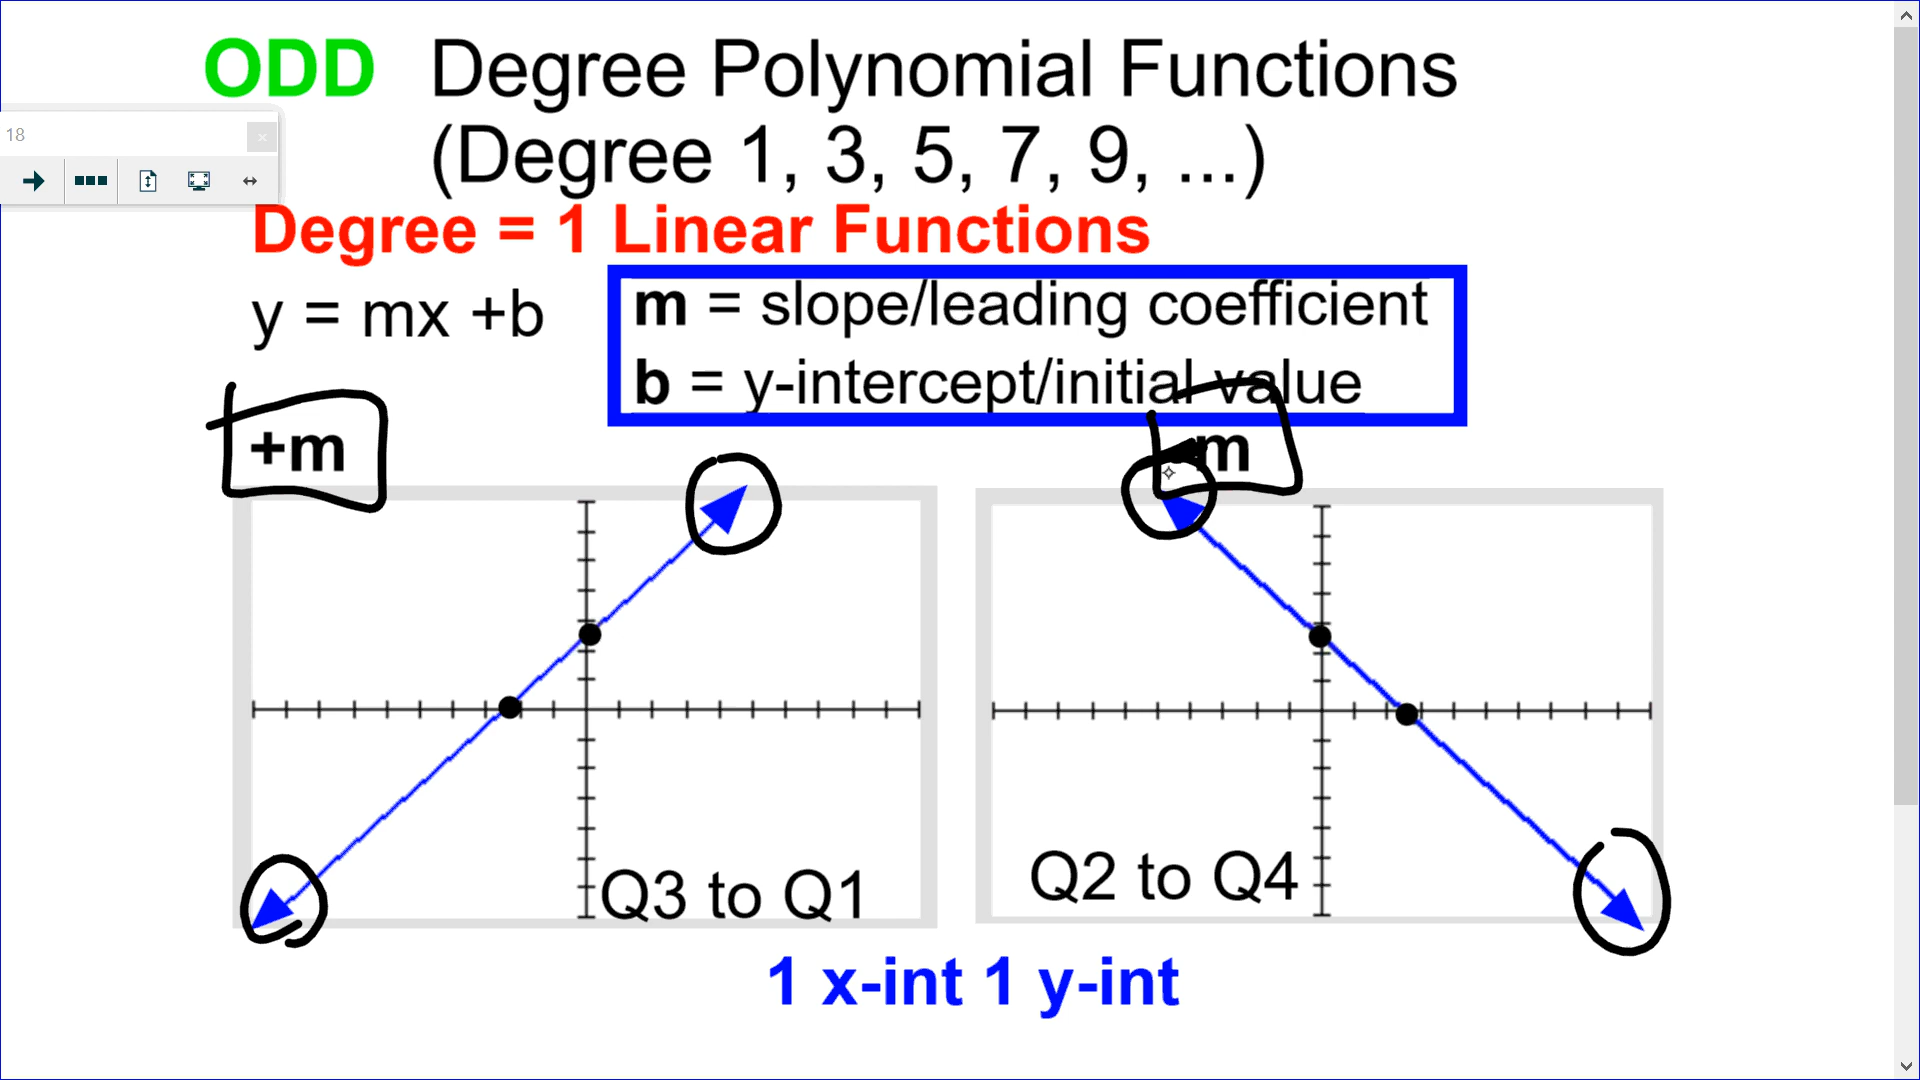 ODD Degree Polynomial Functions
(Degree 1, 3, 5, 7, 9, ...)
18
Degree = 1 Linear Functions
y = mx +b
m = slope/leading coefficient
b = y-intercept/initial value
+m
-m
Q3 to Q1
Q2 to Q4
1 x-int 1 y-int